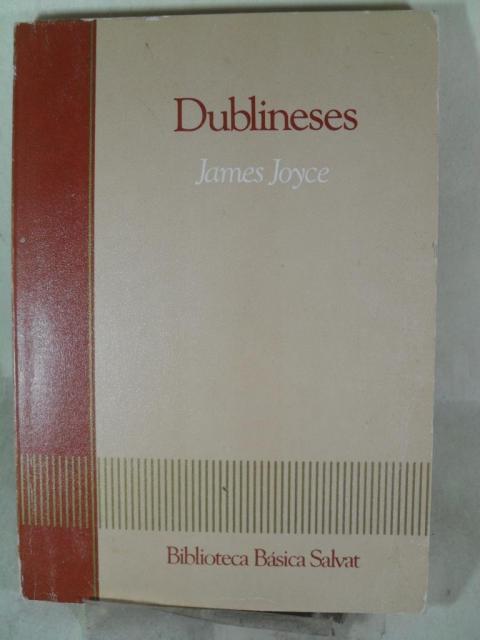 Dublineses
James Joyce
Biblioteca Básica Salvat